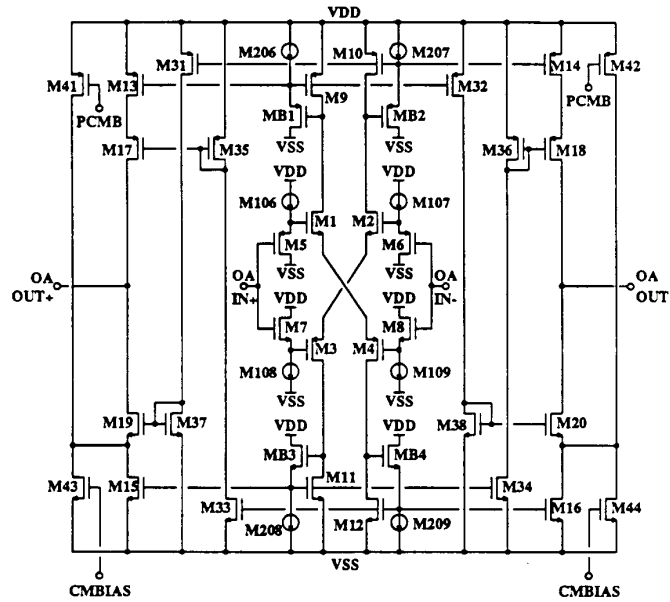 VDD
M206 M10 M207
M31 M14 M42
M41 M13 M9 M32
PCMB MB1 MB2 PCMB
VSS VSS
M17 M35 M36 M18
VDD VDD
M106 M107
M1 M2
M5 M6
VSS VSS
OA OA OA OA
OUT+ IN+ IN- OUT
VDD VDD
M7 M8
M3 M4
M108 M109
VSS VSS
M19 M37 M38 M20
VDD VDD
MB3 MB4
M43 M15 M11 M34
M33 M12 M16 M44
M208 M209
VSS
CMBIAS CMBIAS